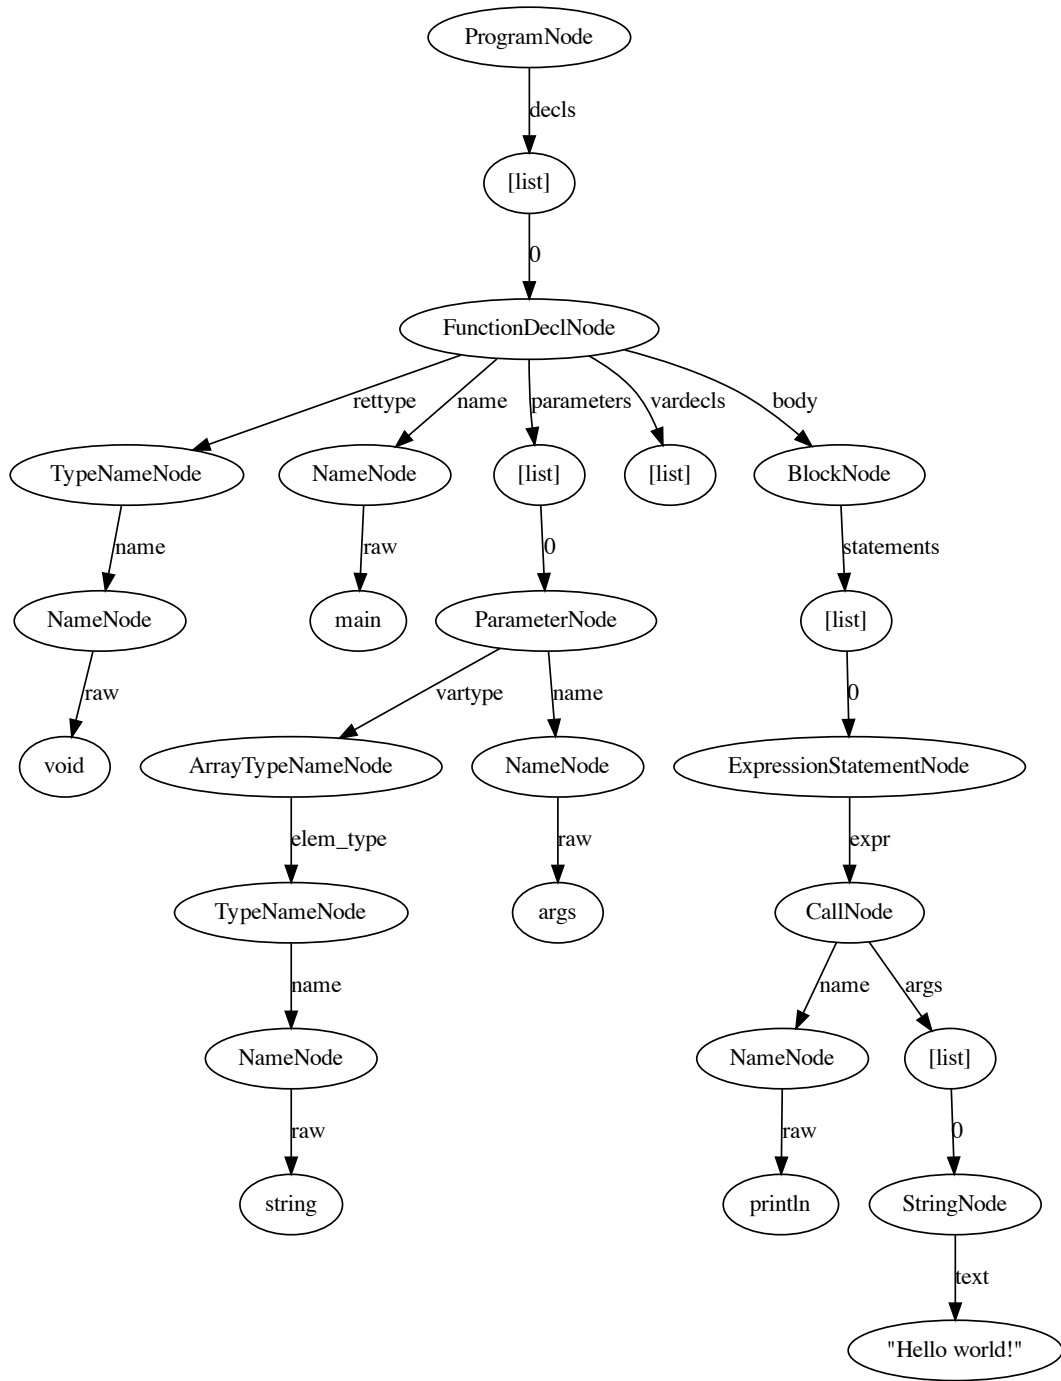 ProgramNode
decls
[list]
0
FunctionDeclNode
rettype name parameters vardecls body
TypeNameNode NameNode [list] [list] BlockNode
name raw 0 statements
NameNode main ParameterNode [list]
raw vartype name 0
void ArrayTypeNameNode NameNode ExpressionStatementNode
elem_type raw expr
TypeNameNode args CallNode
name name args
NameNode NameNode [list]
raw raw 0
string println StringNode
text
"Hello world!"